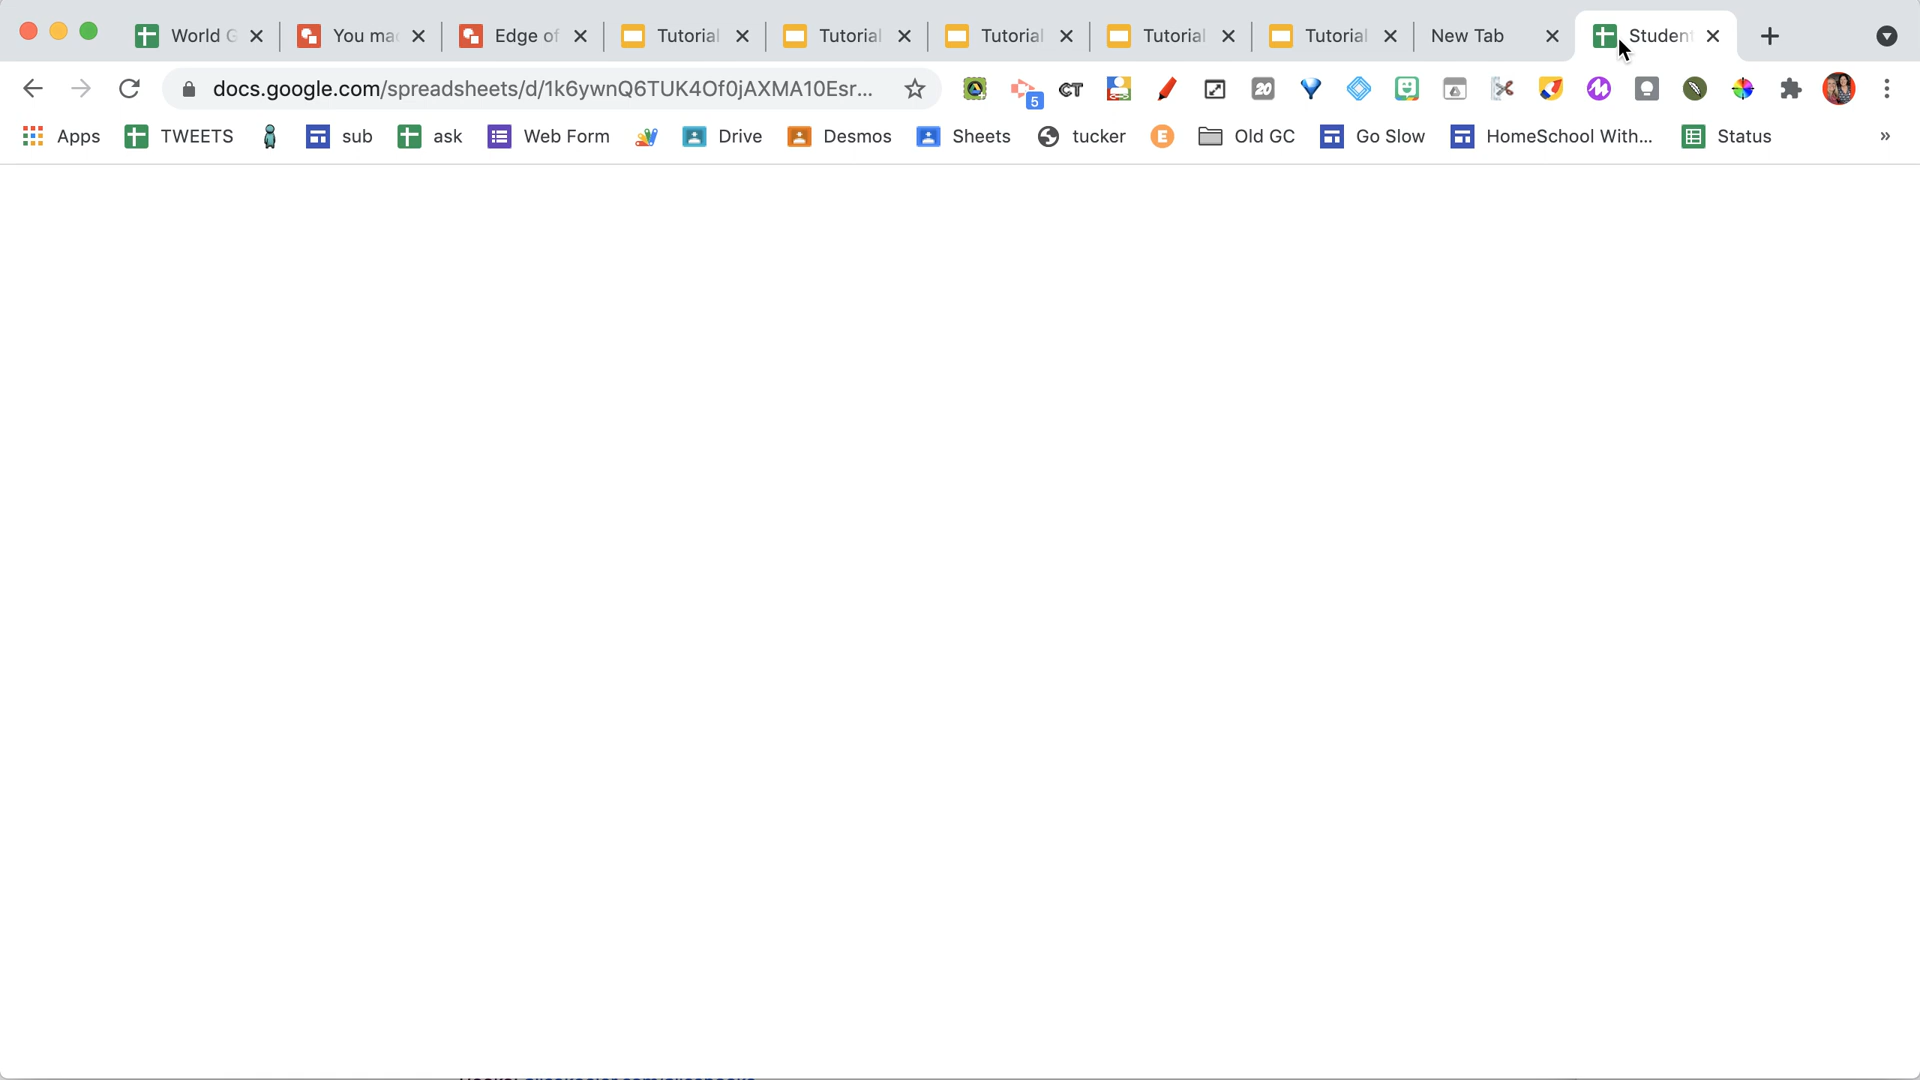 World G You ma Edge of Tutorial Tutorial Tutorial Tutorial Tutorial New Tab Studen
docs.google.com/spreadsheets/d/1k6ywnQ6TUK4Of0jAXMA10Esr...
5 CT 20
Apps TWEETS sub ask Web Form Drive Desmos Sheets tucker E Old GC Go Slow HomeSchool With... Status »